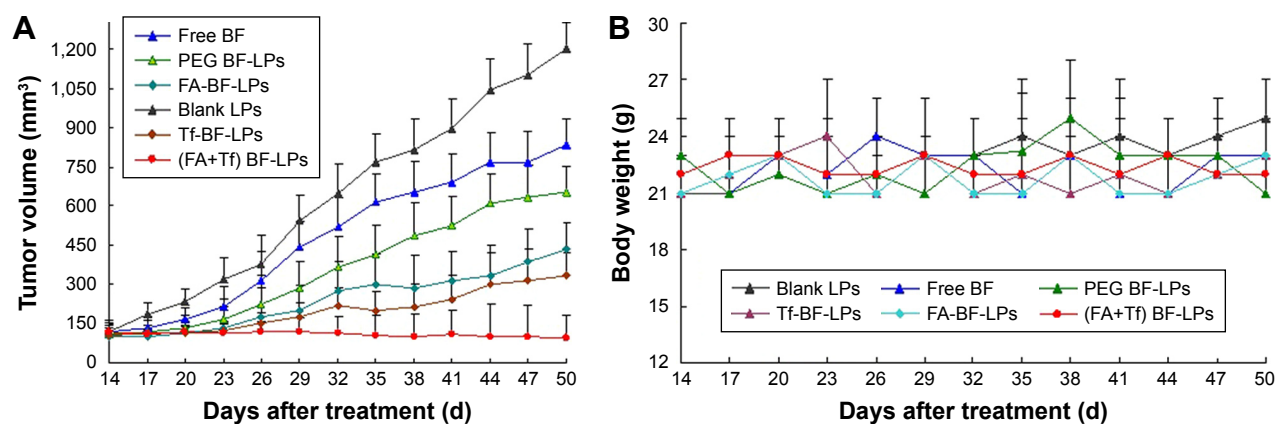 A
Free BF
PEG BF-LPs
FA-BF-LPs
Blank LPs
Tf-BF-LPs
(FA+Tf) BF-LPs
Tumor volume (mm³)
1,200
1,050
900
750
600
450
300
150
0
14 17 20 23 26 29 32 35 38 41 44 47 50
Days after treatment (d)
B
Body weight (g)
30
27
24
21
18
15
12
Blank LPs Free BF PEG BF-LPs
Tf-BF-LPs FA-BF-LPs (FA+Tf) BF-LPs
14 17 20 23 26 29 32 35 38 41 44 47 50
Days after treatment (d)